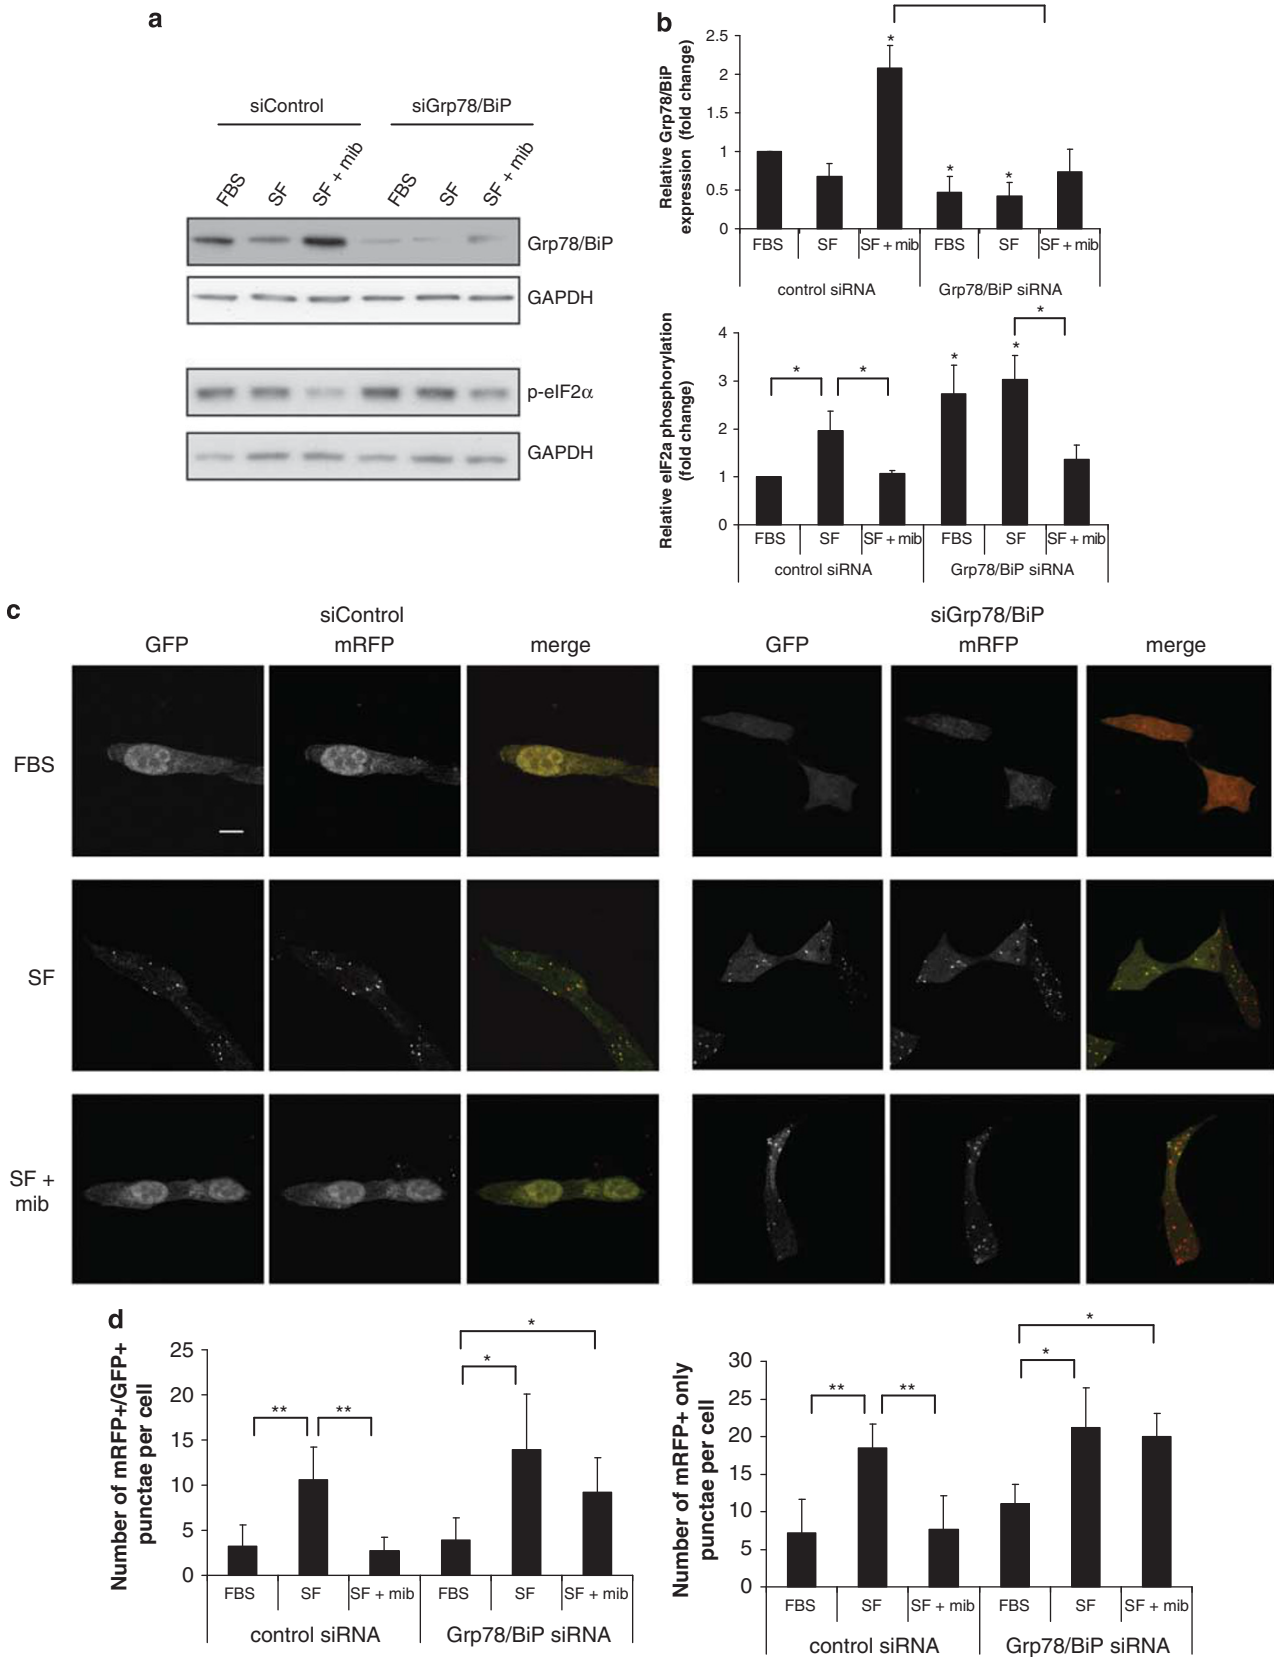 a
siControl siGrp78/BiP
FBS SF SF + mib FBS SF SF + mib
Grp78/BiP
GAPDH
p-eIF2α
GAPDH
b
Relative Grp78/BiP
expression (fold change)
2.5
2
1.5
1
0.5
0
* * *
FBS SF SF + mib FBS SF SF + mib
control siRNA Grp78/BiP siRNA
Relative eIF2a phosphorylation
(fold change)
4
3
2
1
0
* * * * *
FBS SF SF + mib FBS SF SF + mib
control siRNA Grp78/BiP siRNA
c
siControl siGrp78/BiP
GFP mRFP merge GFP mRFP merge
FBS
SF
SF +
mib
d
Number of mRFP+/GFP+
punctae per cell
25
20
15
10
5
0
** ** * *
FBS SF SF + mib FBS SF SF + mib
control siRNA Grp78/BiP siRNA
Number of mRFP+ only
punctae per cell
30
25
20
15
10
5
0
** ** * *
FBS SF SF + mib FBS SF SF + mib
control siRNA Grp78/BiP siRNA